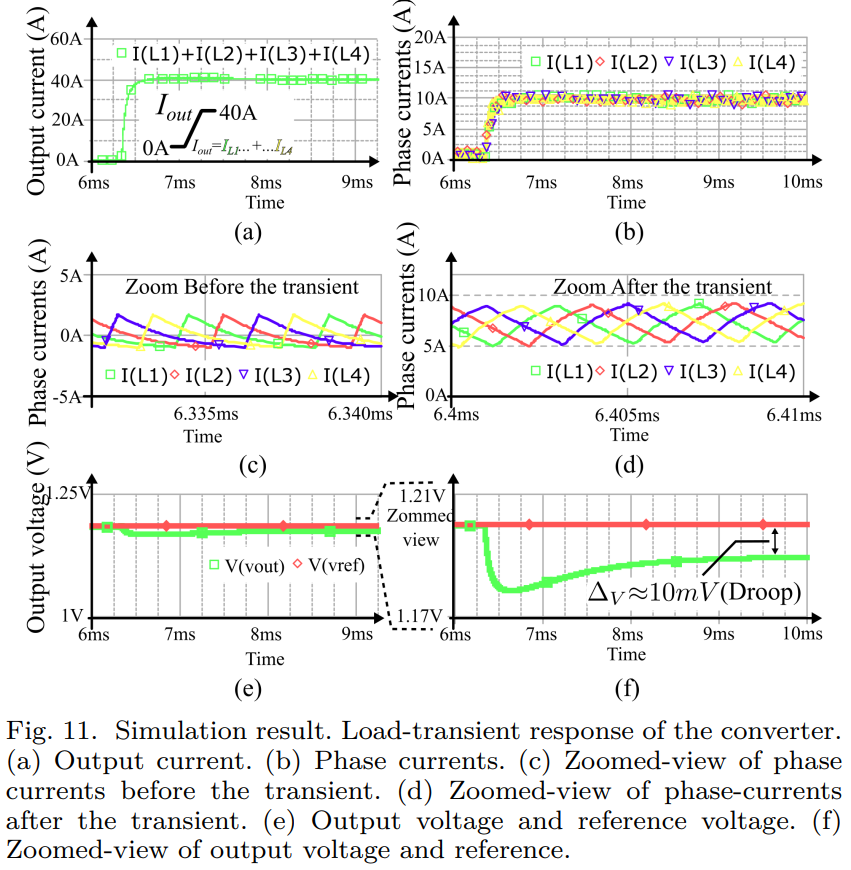 Output current (A)
60A
40A
20A
0A
I(L1)+I(L2)+I(L3)+I(L4)
Iout
40A
0A
Iout=IL1...+...IL4
6ms 7ms 8ms 9ms
Time
(a)
Phase currents (A)
20A
15A
10A
5A
0A
I(L1) I(L2) I(L3) I(L4)
6ms 7ms 8ms 9ms 10ms
Time
(b)
Phase currents (A)
5A
0A
-5A
Zoom Before the transient
I(L1) I(L2) I(L3) I(L4)
6.335ms 6.340ms
Time
(c)
Phase currents (A)
10A
5A
0A
Zoom After the transient
I(L1) I(L2) I(L3) I(L4)
6.4ms 6.405ms 6.41ms
Time
(d)
Output voltage (V)
1.25V
1V
V(vout) V(vref)
6ms 7ms 8ms 9ms
Time
(e)
1.21V
Zommed
view
1.17V
ΔV≈10mV(Droop)
6ms 7ms 8ms 9ms 10ms
Time
(f)
Fig. 11. Simulation result. Load-transient response of the converter.
(a) Output current. (b) Phase currents. (c) Zoomed-view of phase
currents before the transient. (d) Zoomed-view of phase-currents
after the transient. (e) Output voltage and reference voltage. (f)
Zoomed-view of output voltage and reference.